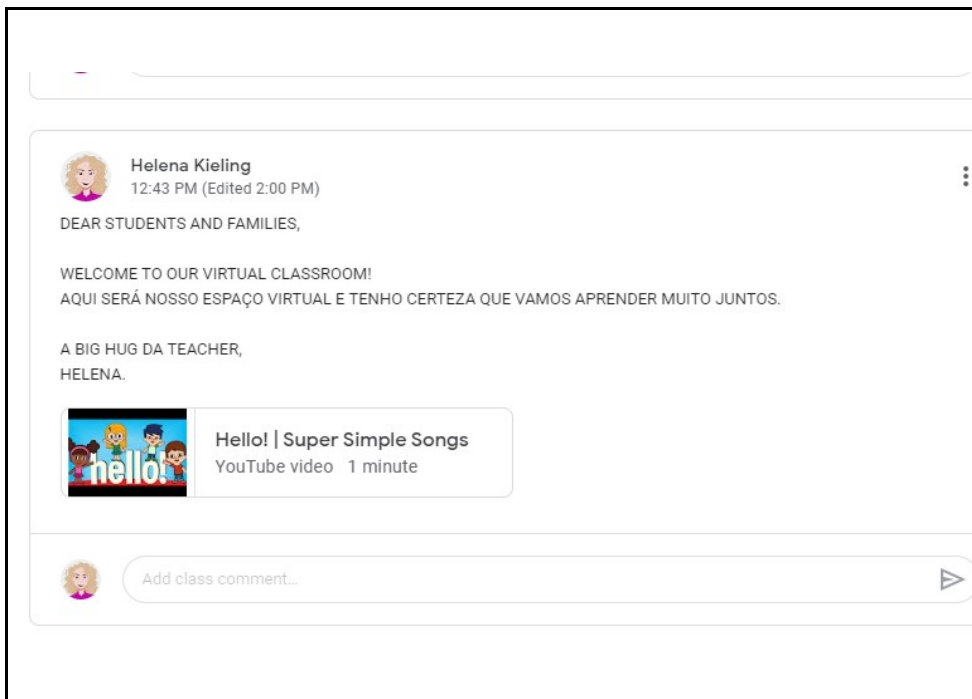 Helena Kieling
12:43 PM (Edited 2:00 PM)
DEAR STUDENTS AND FAMILIES,
WELCOME TO OUR VIRTUAL CLASSROOM!
AQUI SERÁ NOSSO ESPAÇO VIRTUAL E TENHO CERTEZA QUE VAMOS APRENDER MUITO JUNTOS.
A BIG HUG DA TEACHER,
HELENA.
hello!
Hello! | Super Simple Songs
YouTube video 1 minute
Add class comment...